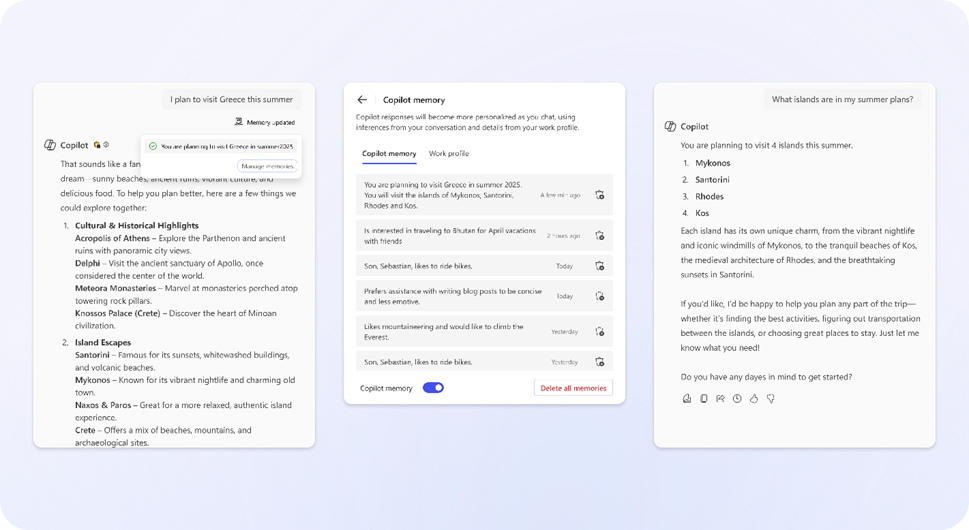 I plan to visit Greece this summer
Memory updated
Copilot
You are planning to visit Greece in summer2025
Manage memories
That sounds like a fan
dream—sunny beaches, ancient ruins, vibrant culture, and
delicious food. To help you plan better, here are a few things we
could explore together:
1. Cultural & Historical Highlights
Acropolis of Athens – Explore the Parthenon and ancient
ruins with panoramic city views.
Delphi – Visit the ancient sanctuary of Apollo, once
considered the center of the world.
Meteora Monasteries – Marvel at monasteries perched atop
towering rock pillars.
Knossos Palace (Crete) – Discover the heart of Minoan
civilization.
2. Island Escapes
Santorini – Famous for its sunsets, whitewashed buildings,
and volcanic beaches.
Mykonos – Known for its vibrant nightlife and charming old
town.
Naxos & Paros – Great for a more relaxed, authentic island
experience.
Crete – Offers a mix of beaches, mountains, and
archaeological sites.
Copilot memory
Copilot responses will become more personalized as you chat, using
inferences from your conversation and details from your work profile.
Copilot memory Work profile
You are planning to visit Greece in summer 2025.
You will visit the islands of Mykonos, Santorini,
Rhodes and Kos.
A few min ago
Is interested in traveling to Bhutan for April vacations
with friends
2 hours ago
Son, Sebastian, likes to ride bikes. Today
Prefers assistance with writing blog posts to be concise
and less emotive.
Today
Likes mountaineering and would like to climb the
Everest.
Yesterday
Son, Sebastian, likes to ride bikes. Yesterday
Copilot memory
Delete all memories
What islands are in my summer plans?
Copilot
You are planning to visit 4 islands this summer.
1. Mykonos
2. Santorini
3. Rhodes
4. Kos
Each island has its own unique charm, from the vibrant nightlife
and iconic windmills of Mykonos, to the tranquil beaches of Kos,
the medieval architecture of Rhodes, and the breathtaking
sunsets in Santorini.
If you'd like, I'd be happy to help you plan any part of the trip—
whether it's finding the best activities, figuring out transportation
between the islands, or choosing great places to stay. Just let me
know what you need!
Do you have any dayes in mind to get started?